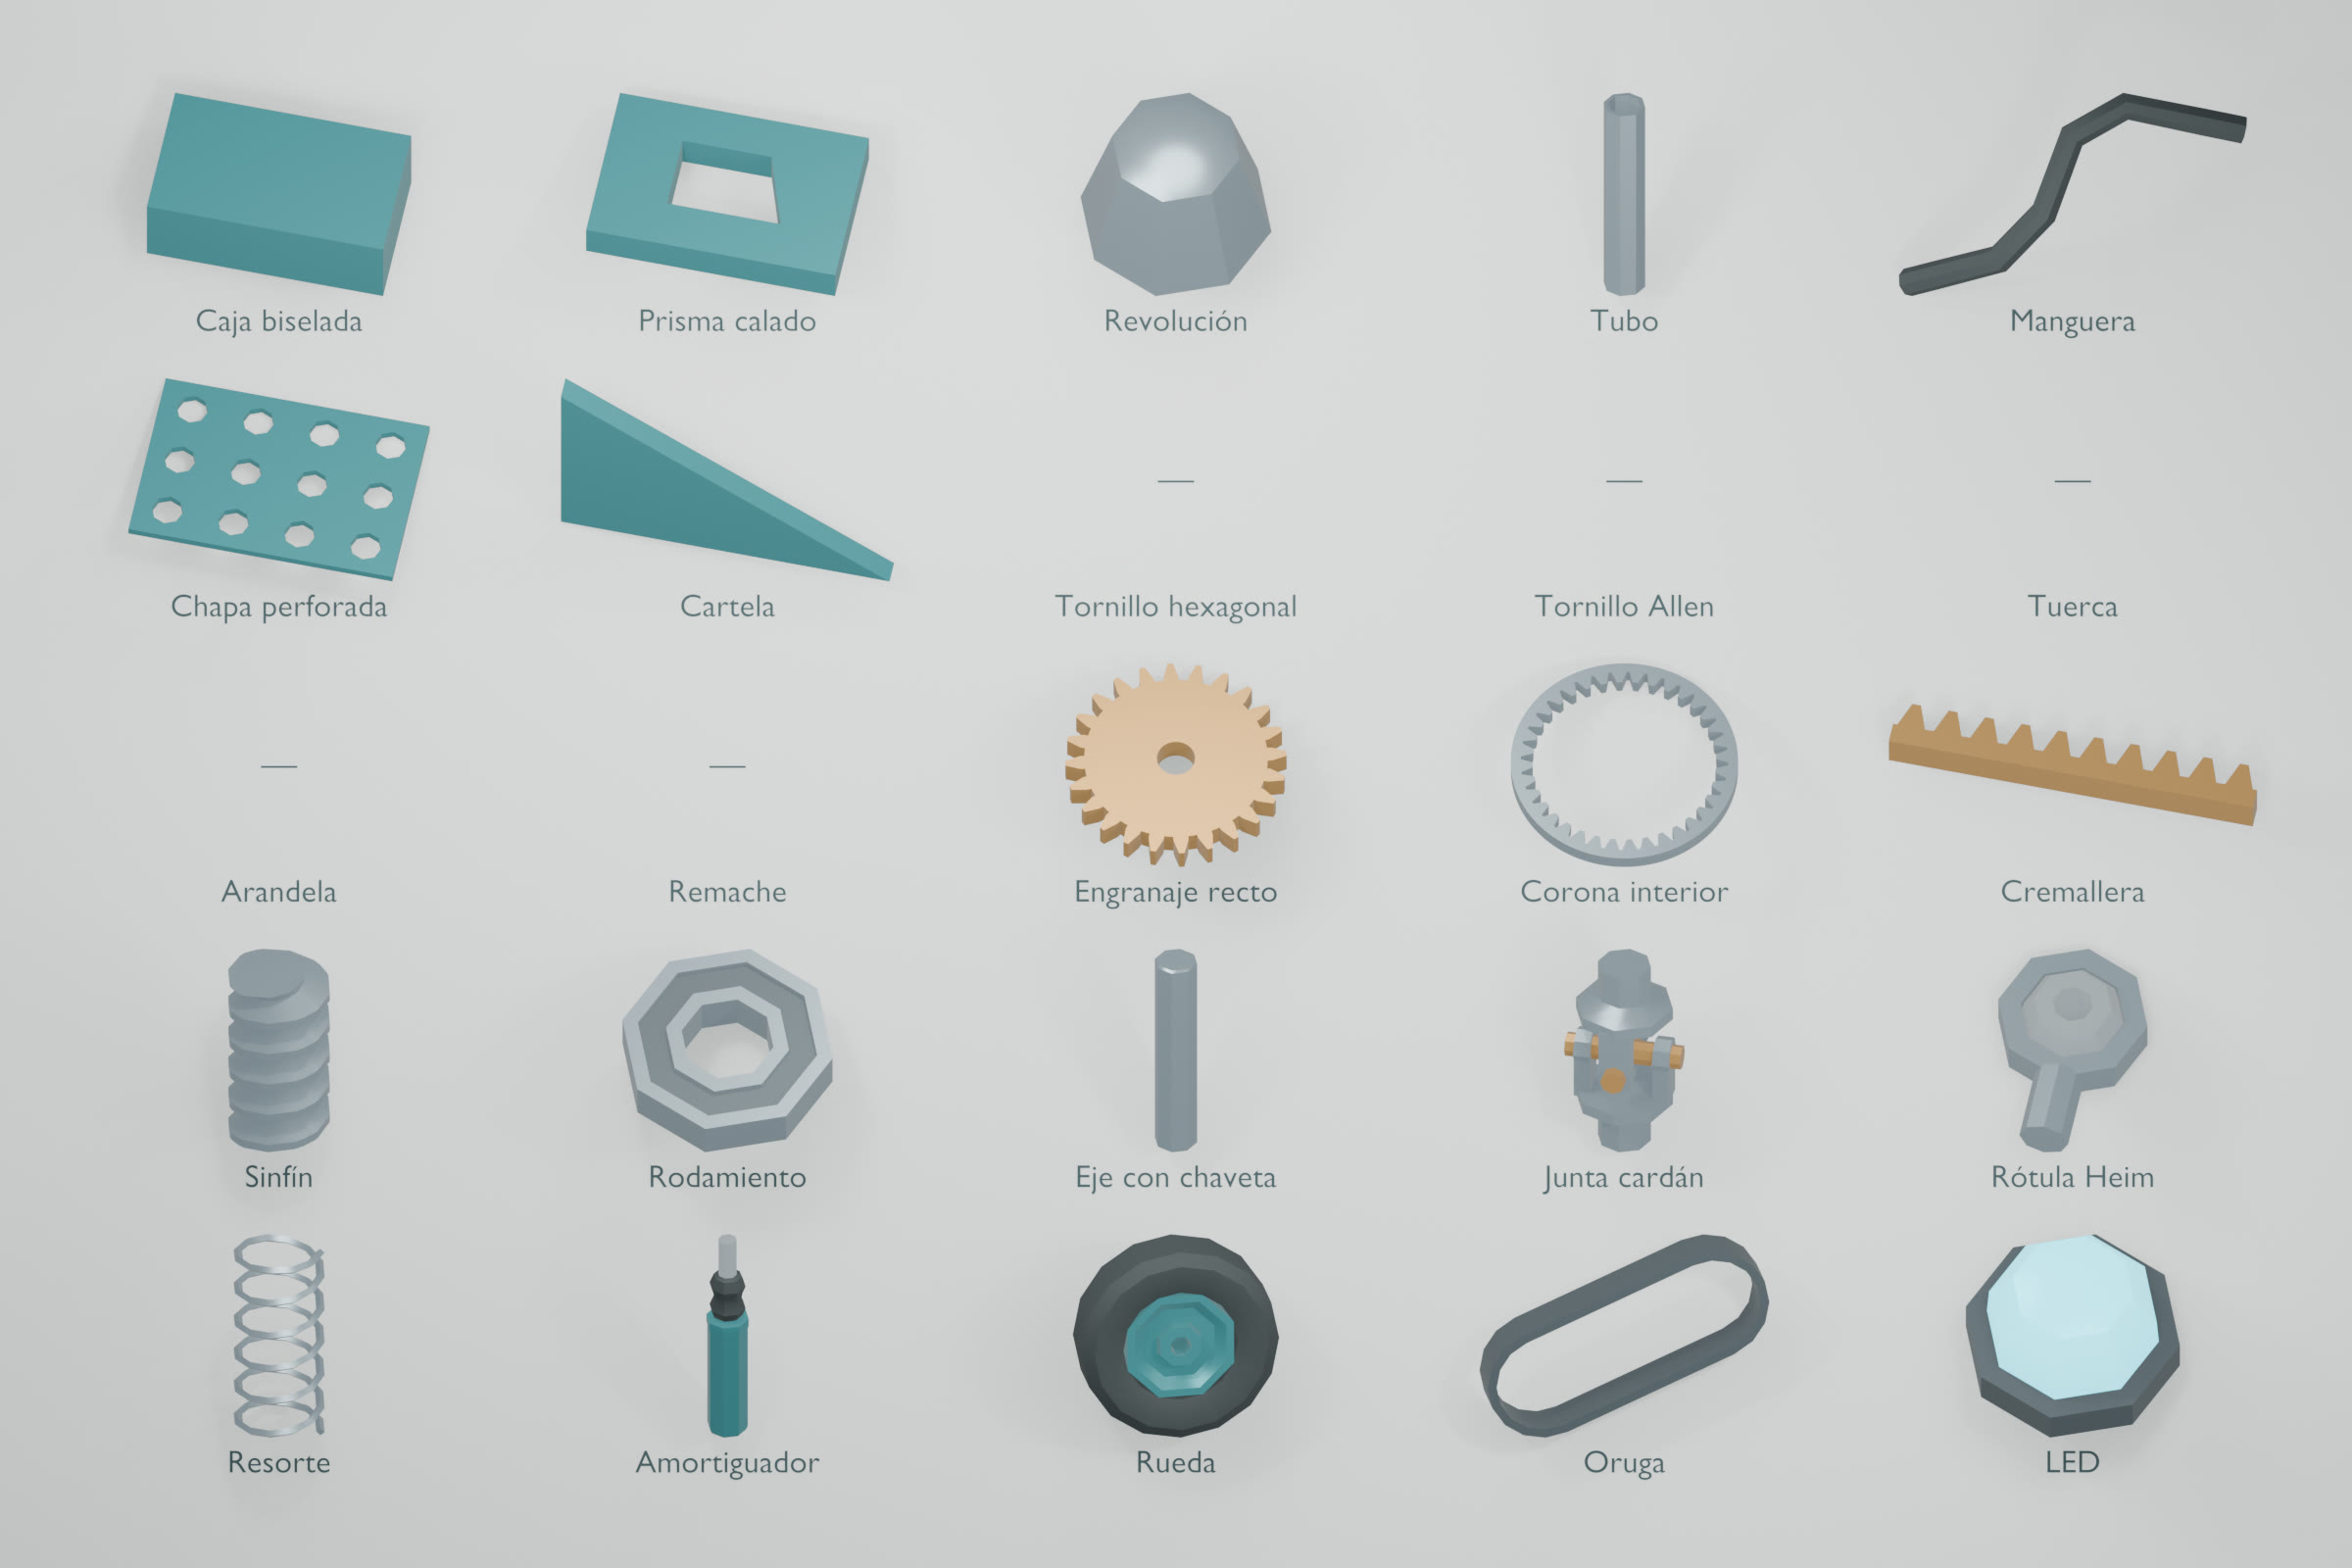 Caja biselada
Prisma calado
Revolución
Tubo
Manguera
Chapa perforada
Cartela
—
Tornillo hexagonal
—
Tornillo Allen
—
Tuerca
—
Arandela
—
Remache
Engranaje recto
Corona interior
Cremallera
Sinfín
Rodamiento
Eje con chaveta
Junta cardán
Rótula Heim
Resorte
Amortiguador
Rueda
Oruga
LED